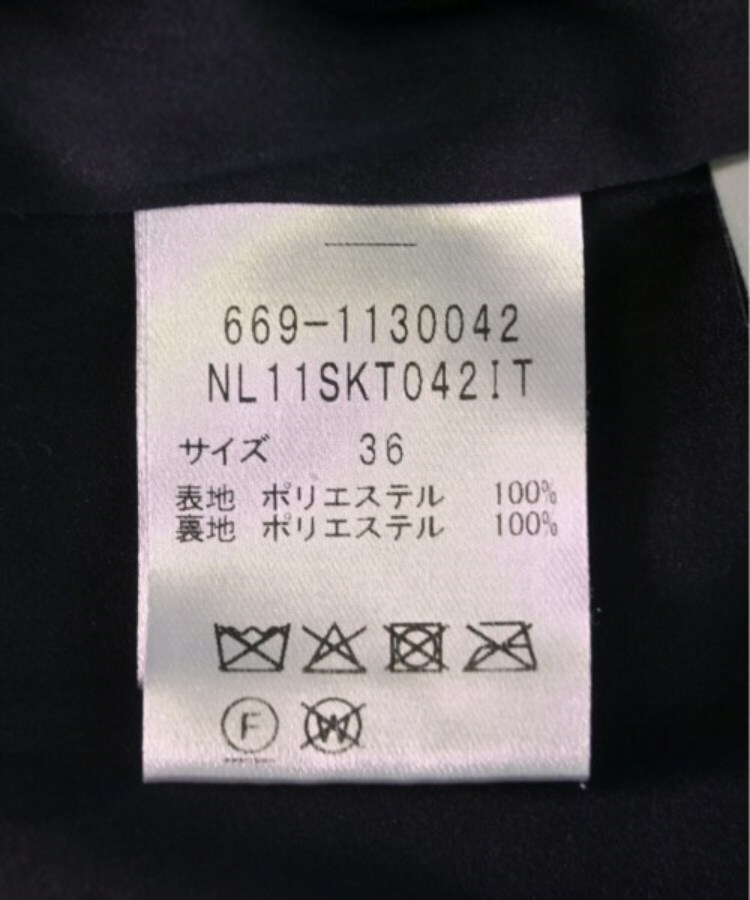 669-1130042
NL11SKT042IT
サイズ 36
表地 ポリエステル 100%
裏地 ポリエステル 100%
F W